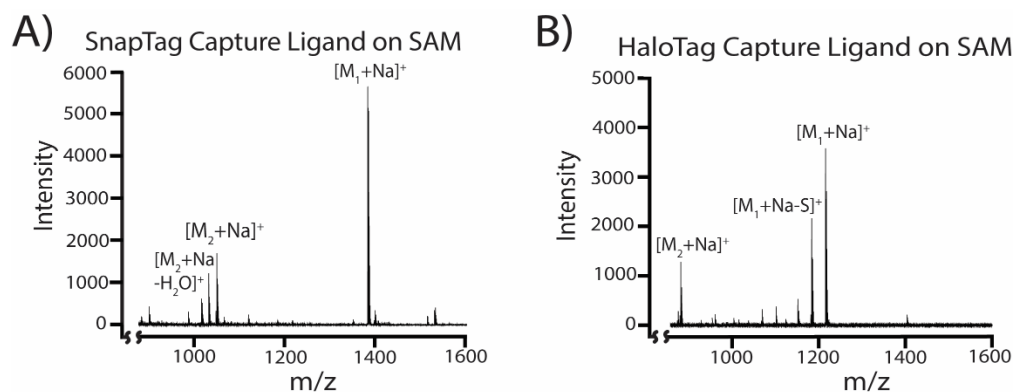 A)
SnapTag Capture Ligand on SAM
6000
5000
4000
3000
2000
1000
0
Intensity
[M₁+Na]⁺
[M₂+Na]⁺
[M₂+Na
-H₂O]⁺
1000
1200
1400
1600
m/z
B)
HaloTag Capture Ligand on SAM
5000
4000
3000
2000
1000
0
Intensity
[M₁+Na]⁺
[M₁+Na-S]⁺
[M₂+Na]⁺
1000
1200
1400
1600
m/z